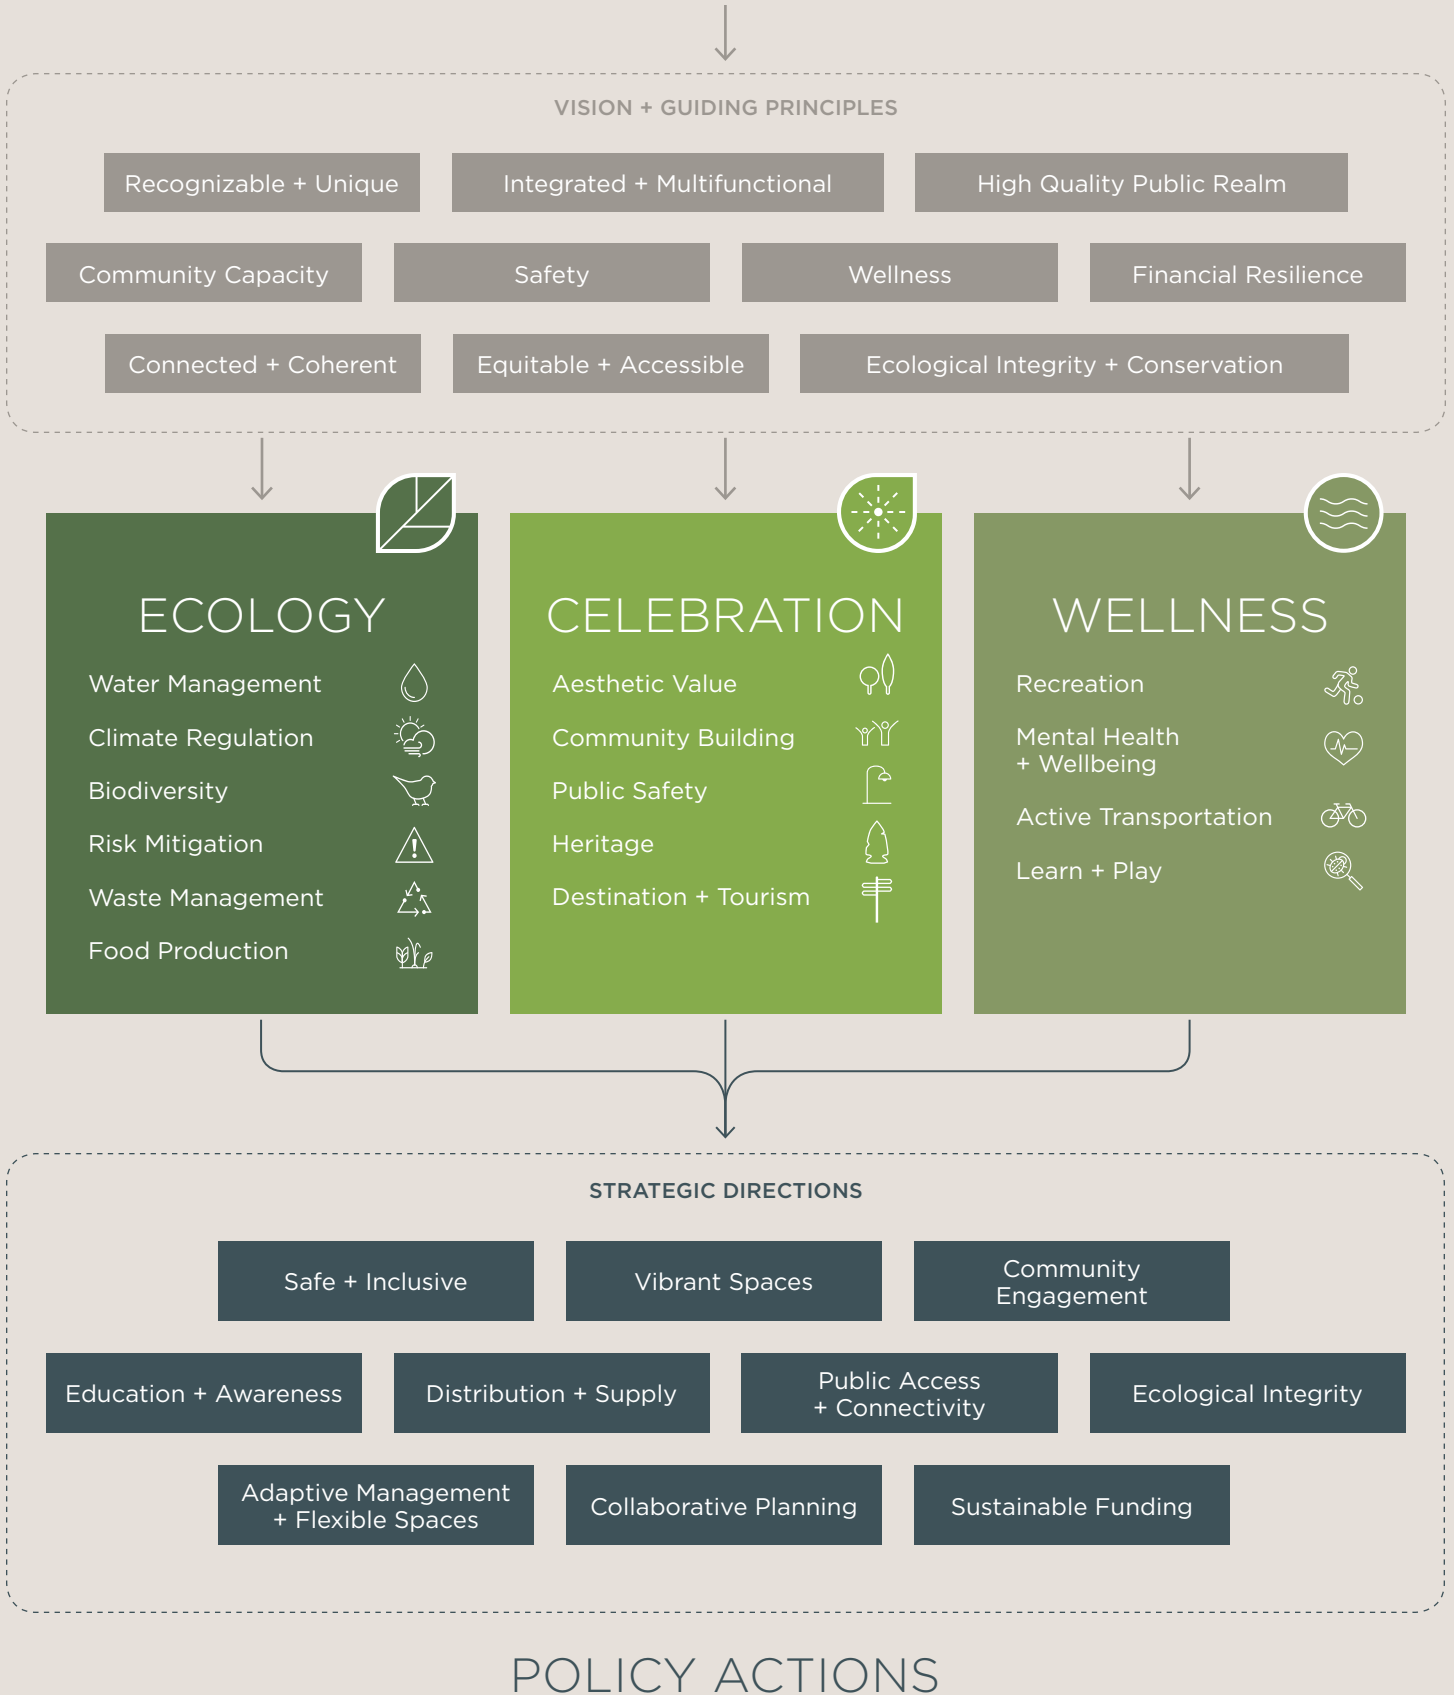 VISION + GUIDING PRINCIPLES
Recognizable + Unique
Integrated + Multifunctional
High Quality Public Realm
Community Capacity
Safety
Wellness
Financial Resilience
Connected + Coherent
Equitable + Accessible
Ecological Integrity + Conservation
ECOLOGY
Water Management
Climate Regulation
Biodiversity
Risk Mitigation
Waste Management
Food Production
CELEBRATION
Aesthetic Value
Community Building
Public Safety
Heritage
Destination + Tourism
WELLNESS
Recreation
Mental Health
+ Wellbeing
Active Transportation
Learn + Play
STRATEGIC DIRECTIONS
Safe + Inclusive
Vibrant Spaces
Community
Engagement
Education + Awareness
Distribution + Supply
Public Access
+ Connectivity
Ecological Integrity
Adaptive Management
+ Flexible Spaces
Collaborative Planning
Sustainable Funding
POLICY ACTIONS